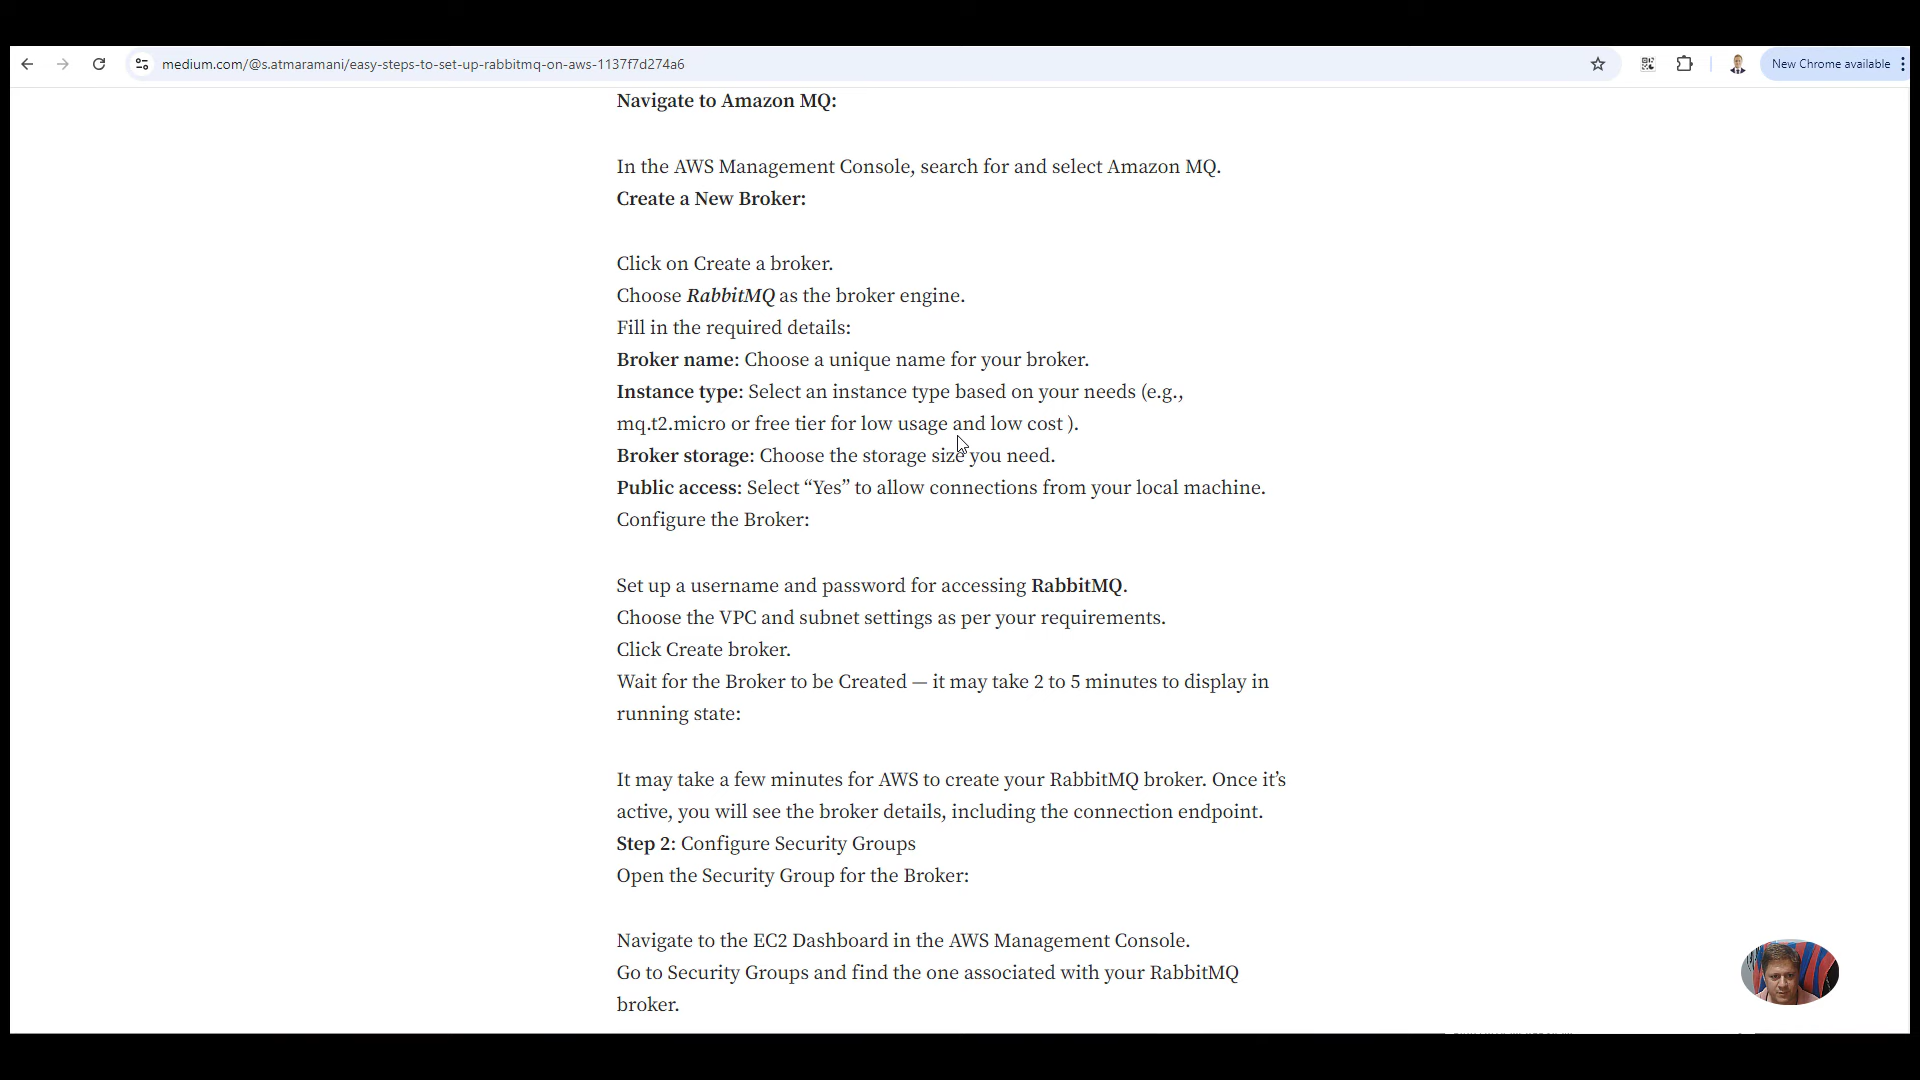 medium.com/@s.atmaramani/easy-steps-to-set-up-rabbitmq-on-aws-1137f7d274a6
New Chrome available
Navigate to Amazon MQ:
In the AWS Management Console, search for and select Amazon MQ.
Create a New Broker:
Click on Create a broker.
Choose RabbitMQ as the broker engine.
Fill in the required details:
Broker name: Choose a unique name for your broker.
Instance type: Select an instance type based on your needs (e.g.,
mq.t2.micro or free tier for low usage and low cost ).
Broker storage: Choose the storage size you need.
Public access: Select “Yes” to allow connections from your local machine.
Configure the Broker:
Set up a username and password for accessing RabbitMQ.
Choose the VPC and subnet settings as per your requirements.
Click Create broker.
Wait for the Broker to be Created — it may take 2 to 5 minutes to display in
running state:
It may take a few minutes for AWS to create your RabbitMQ broker. Once it’s
active, you will see the broker details, including the connection endpoint.
Step 2: Configure Security Groups
Open the Security Group for the Broker:
Navigate to the EC2 Dashboard in the AWS Management Console.
Go to Security Groups and find the one associated with your RabbitMQ
broker.